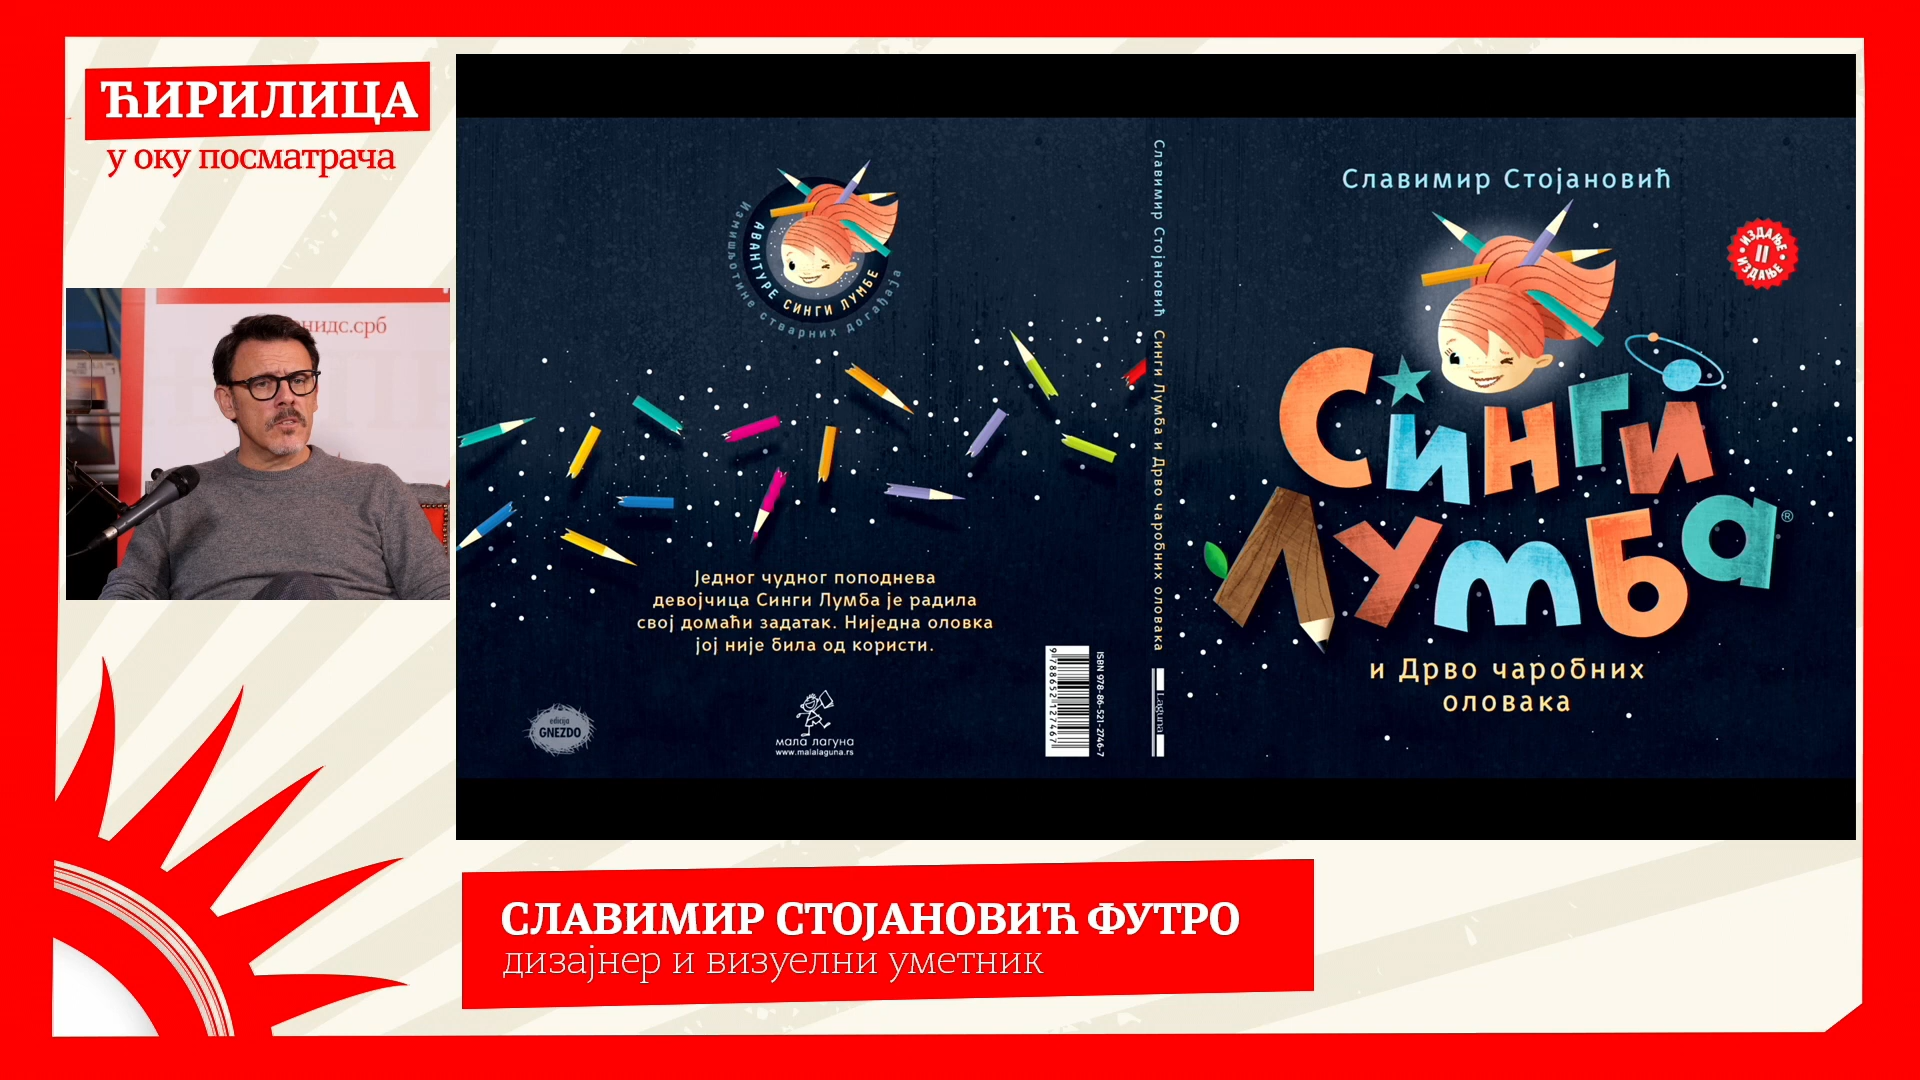 ЋИРИЛИЦА
у оку посматрача
нидс.срб
Измишљотине стварних догађаја
АВАНТУРЕ СИНГИ ЛУМБЕ
Једног чудног поподнева
девојчица Синги Лумба је радила
свој домаћи задатак. Ниједна оловка
јој није била од користи.
edicija
GNEZDO
мала лагуна
www.malalaguna.rs
ISBN 978-86-521-2746-7
9788652127467
Славимир Стојановић Синги Лумба и Дрво чаробних оловака
Laguna
Славимир Стојановић
ИЗДАЊЕ
II
ИЗДАЊЕ
Синги
Лумба®
и Дрво чаробних
оловака
СЛАВИМИР СТОЈАНОВИЋ ФУТРО
дизајнер и визуелни уметник